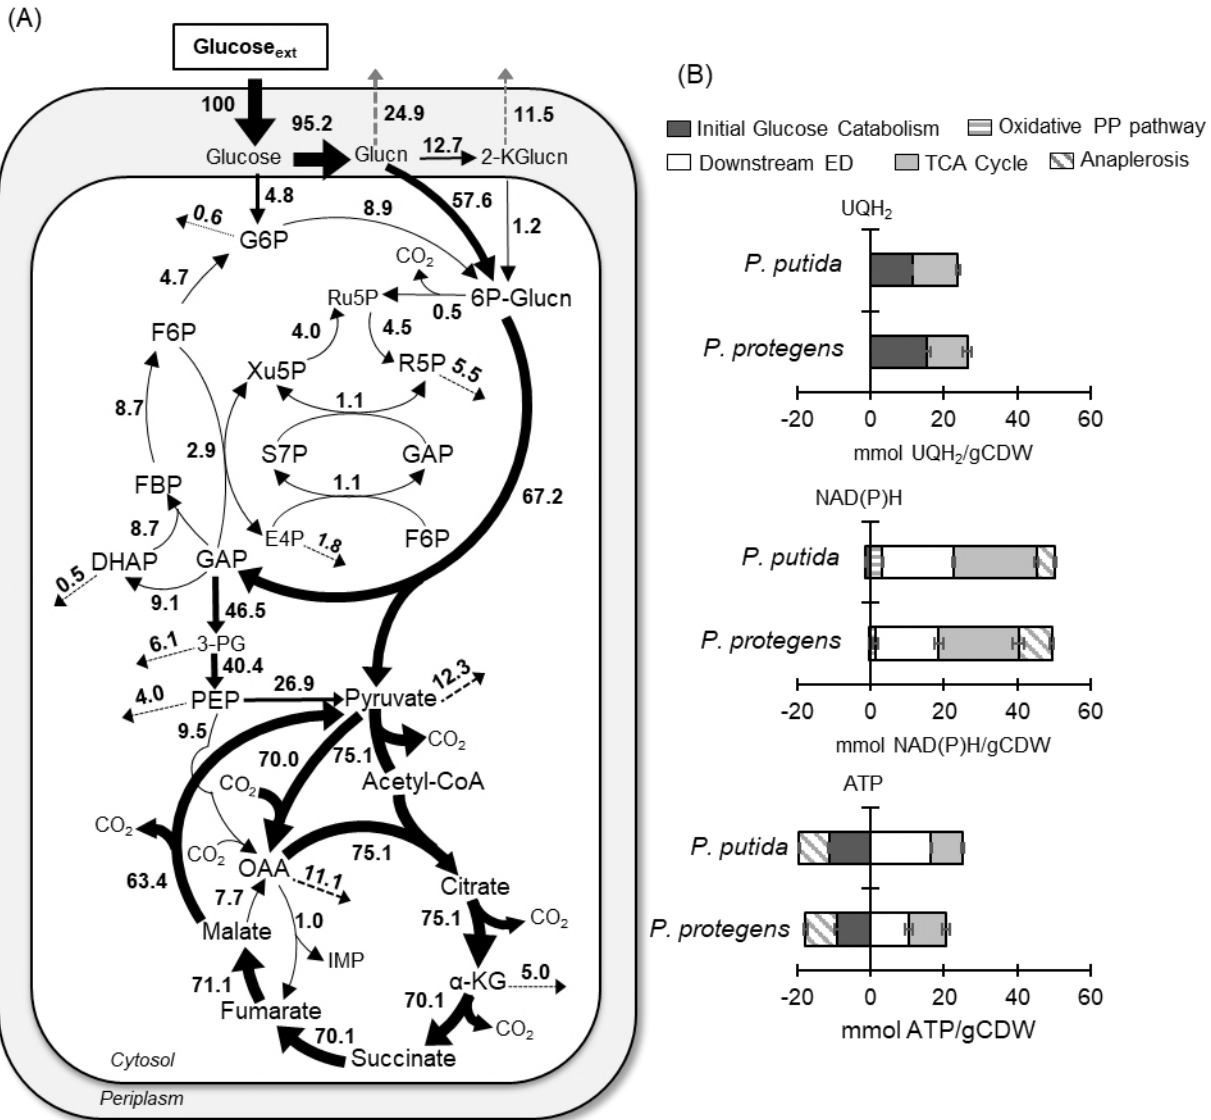 (A)
Glucoseext
100
95.2
24.9
11.5
Glucose
Glucn
12.7
2-KGlucn
4.8
57.6
0.6
8.9
1.2
G6P
CO2
4.7
Ru5P
6P-Glucn
0.5
F6P
4.0
4.5
Xu5P
R5P
5.5
8.7
1.1
2.9
S7P
GAP
FBP
1.1
67.2
8.7
E4P
1.8
F6P
DHAP
GAP
0.5
9.1
46.5
6.1
3-PG
40.4
4.0
PEP
26.9
Pyruvate
12.3
9.5
70.0
75.1
CO2
CO2
Acetyl-CoA
CO2
CO2
75.1
OAA
11.1
63.4
7.7
Citrate
1.0
75.1
CO2
Malate
IMP
71.1
α-KG
5.0
Fumarate
70.1
CO2
70.1
Succinate
Cytosol
Periplasm
(B)
Initial Glucose Catabolism
Oxidative PP pathway
Downstream ED
TCA Cycle
Anaplerosis
UQH2
P. putida
P. protegens
-20 0 20 40 60
mmol UQH2/gCDW
NAD(P)H
P. putida
P. protegens
-20 0 20 40 60
mmol NAD(P)H/gCDW
ATP
P. putida
P. protegens
-20 0 20 40 60
mmol ATP/gCDW